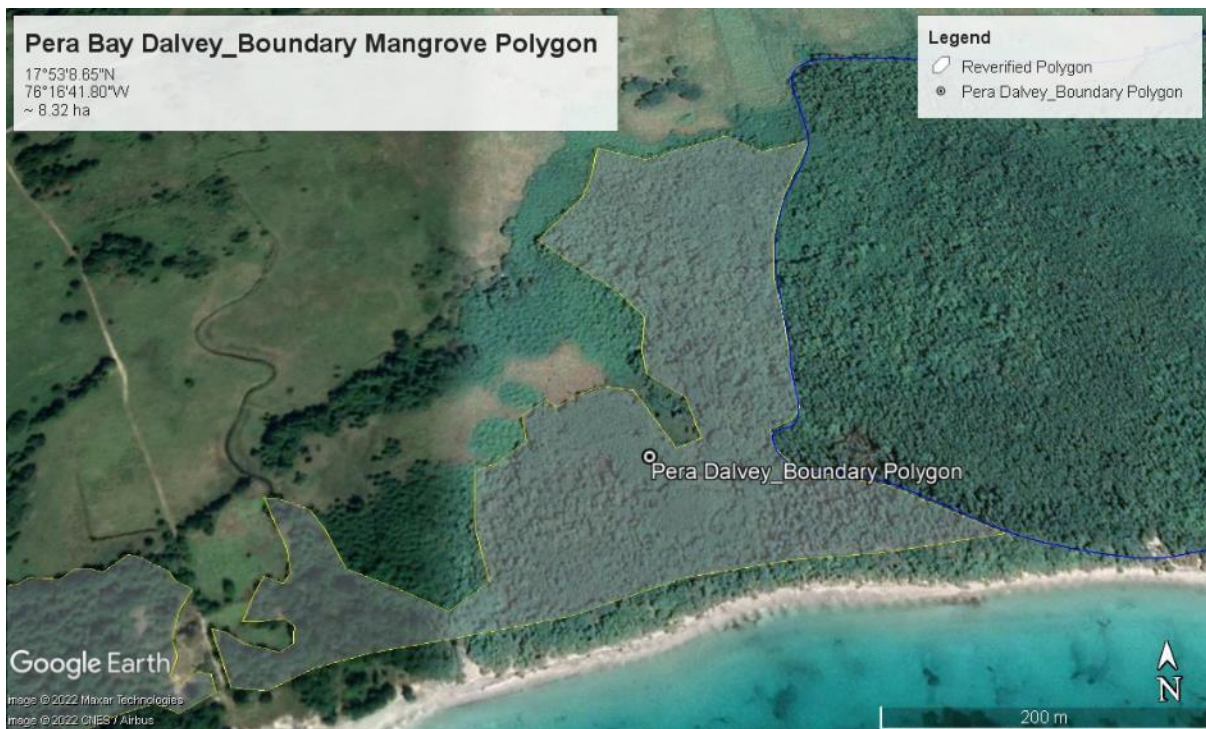 Pera Bay Dalvey_Boundary Mangrove Polygon
17°53'8.65"N
76°16'41.80"W
~ 8.32 ha
Legend
Reverified Polygon
Pera Dalvey_Boundary Polygon
Pera Dalvey_Boundary Polygon
Google Earth
Image © 2022 Maxar Technologies
Image © 2022 CNES / Airbus
N
200 m